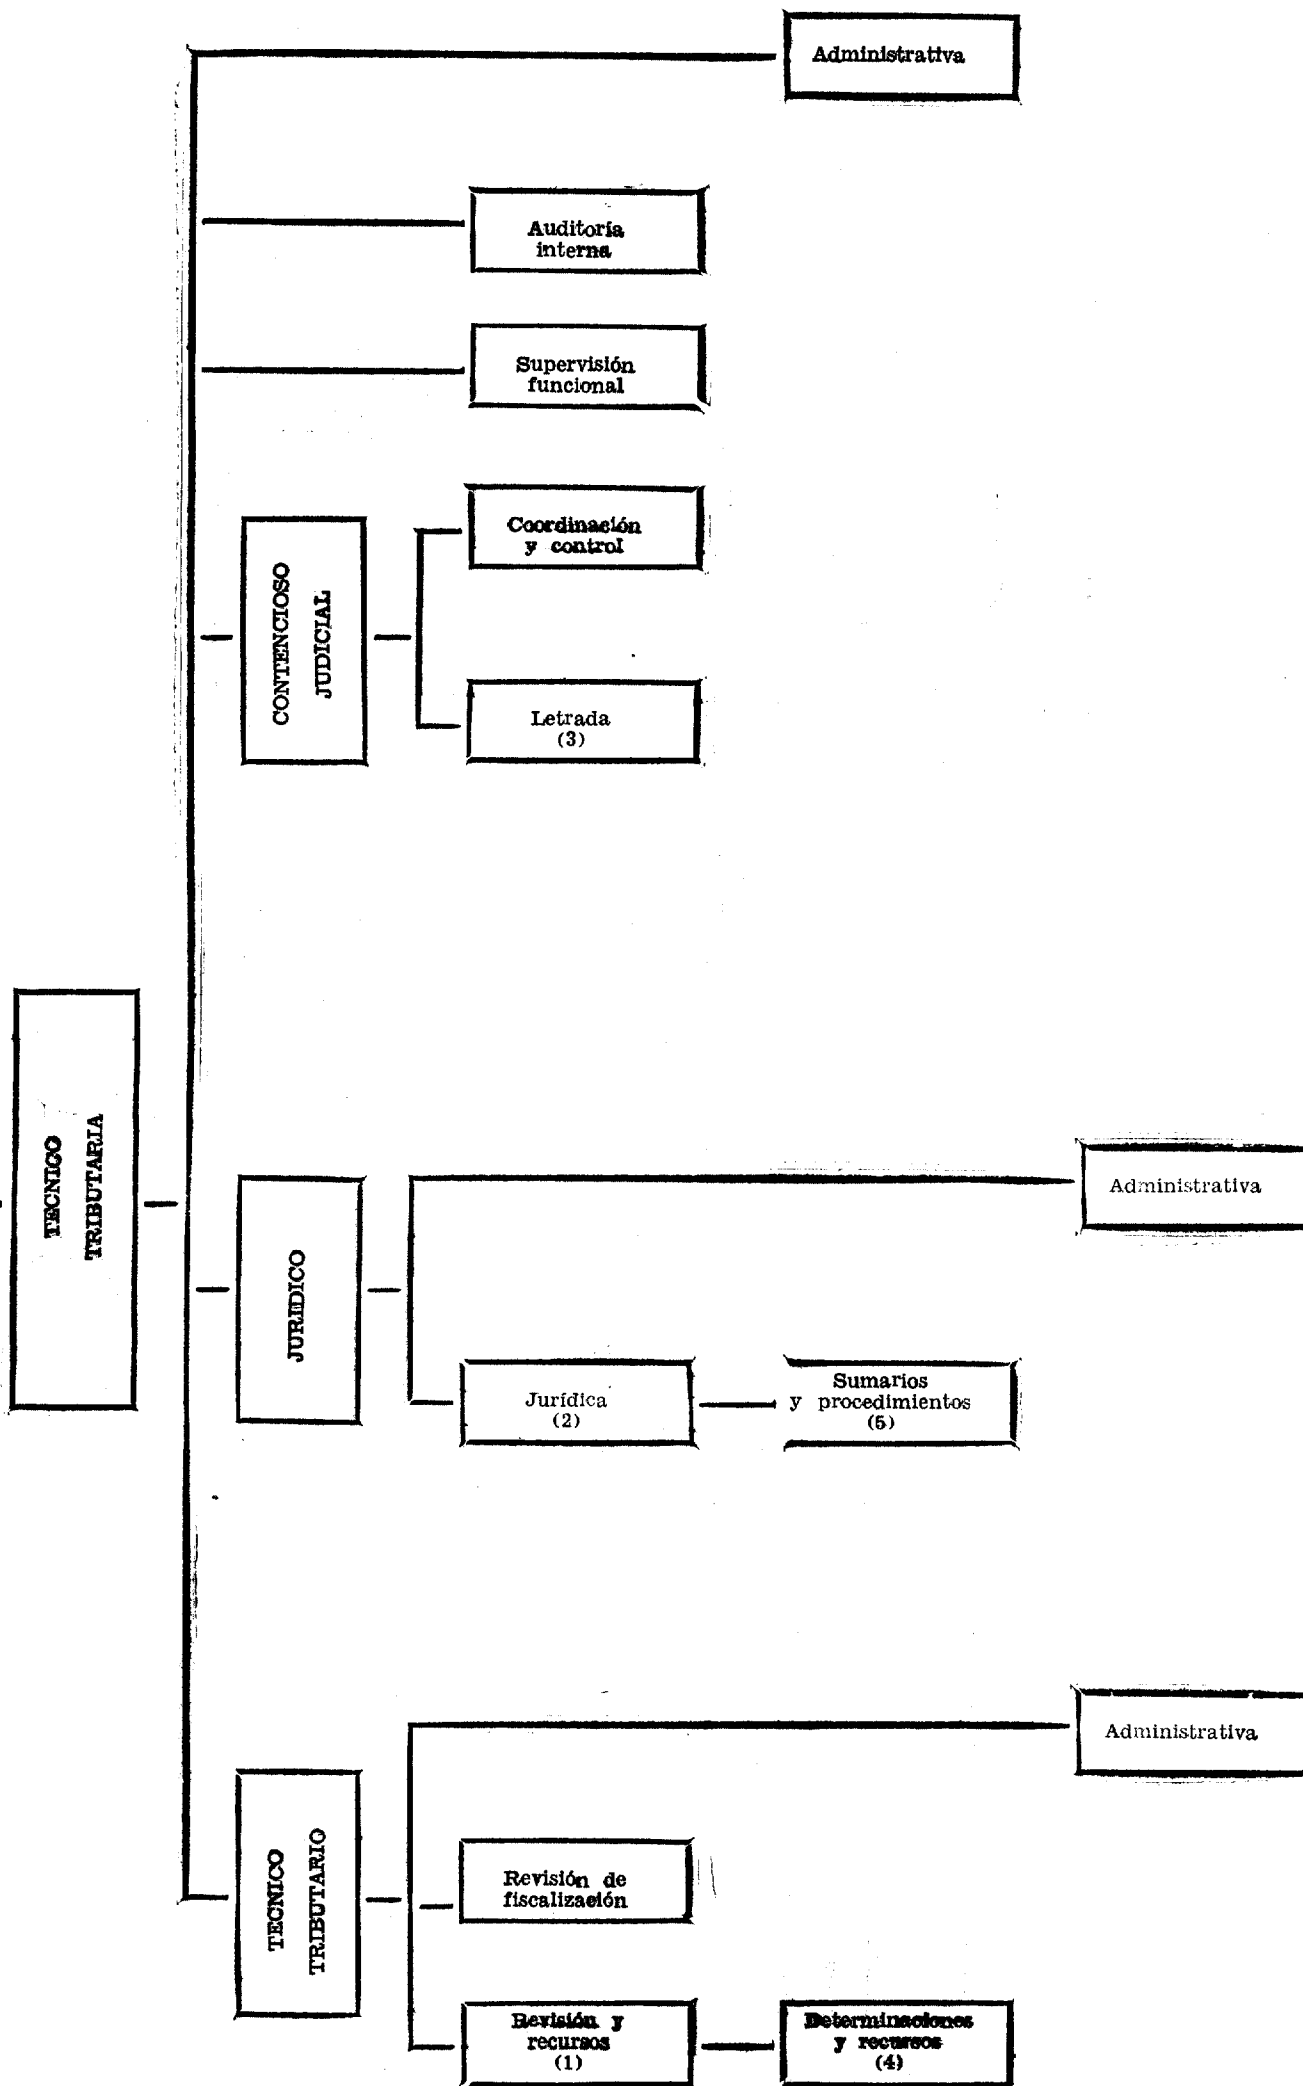 Administrativa
Auditoría
interna
Supervisión
funcional
Coordinación
y control
CONTENCIOSO
JUDICIAL
Letrada
(3)
TECNICO
TRIBUTARIA
Administrativa
JURIDICO
Jurídica
(2)
Sumarios
y procedimientos
(5)
Administrativa
TECNICO
TRIBUTARIO
Revisión de
fiscalización
Revisión y
recursos
(1)
Determinaciones
y recursos
(4)